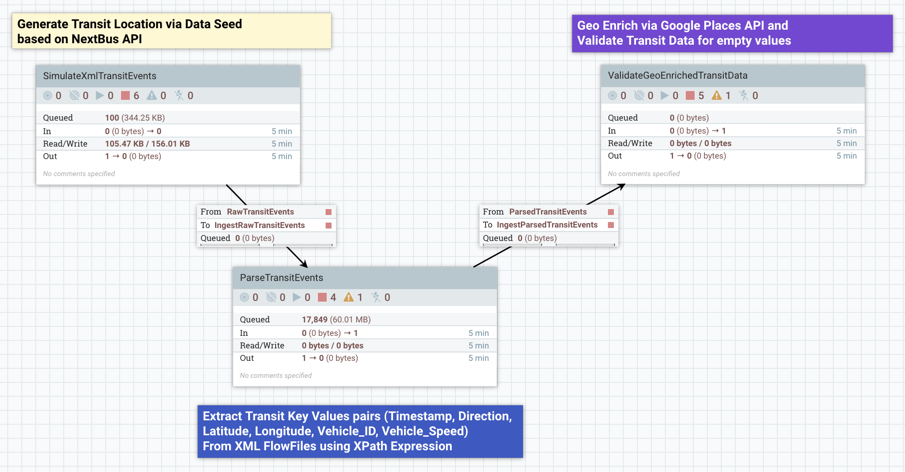 Generate Transit Location via Data Seed
based on NextBus API
Geo Enrich via Google Places API and
Validate Transit Data for empty values
SimulateXmlTransitEvents
0 0 0 6 0 0
Queued 100 (344.25 KB)
In 0 (0 bytes) → 0 5 min
Read/Write 105.47 KB / 156.01 KB 5 min
Out 1 → 0 (0 bytes) 5 min
No comments specified
ValidateGeoEnrichedTransitData
0 0 0 5 1 0
Queued 0 (0 bytes)
In 0 (0 bytes) → 1 5 min
Read/Write 0 bytes / 0 bytes 5 min
Out 1 → 0 (0 bytes) 5 min
No comments specified
From RawTransitEvents
To IngestRawTransitEvents
Queued 0 (0 bytes)
From ParsedTransitEvents
To IngestParsedTransitEvents
Queued 0 (0 bytes)
ParseTransitEvents
0 0 0 4 1 0
Queued 17,849 (60.01 MB)
In 0 (0 bytes) → 1 5 min
Read/Write 0 bytes / 0 bytes 5 min
Out 1 → 0 (0 bytes) 5 min
No comments specified
Extract Transit Key Values pairs (Timestamp, Direction,
Latitude, Longitude, Vehicle_ID, Vehicle_Speed)
From XML FlowFiles using XPath Expression